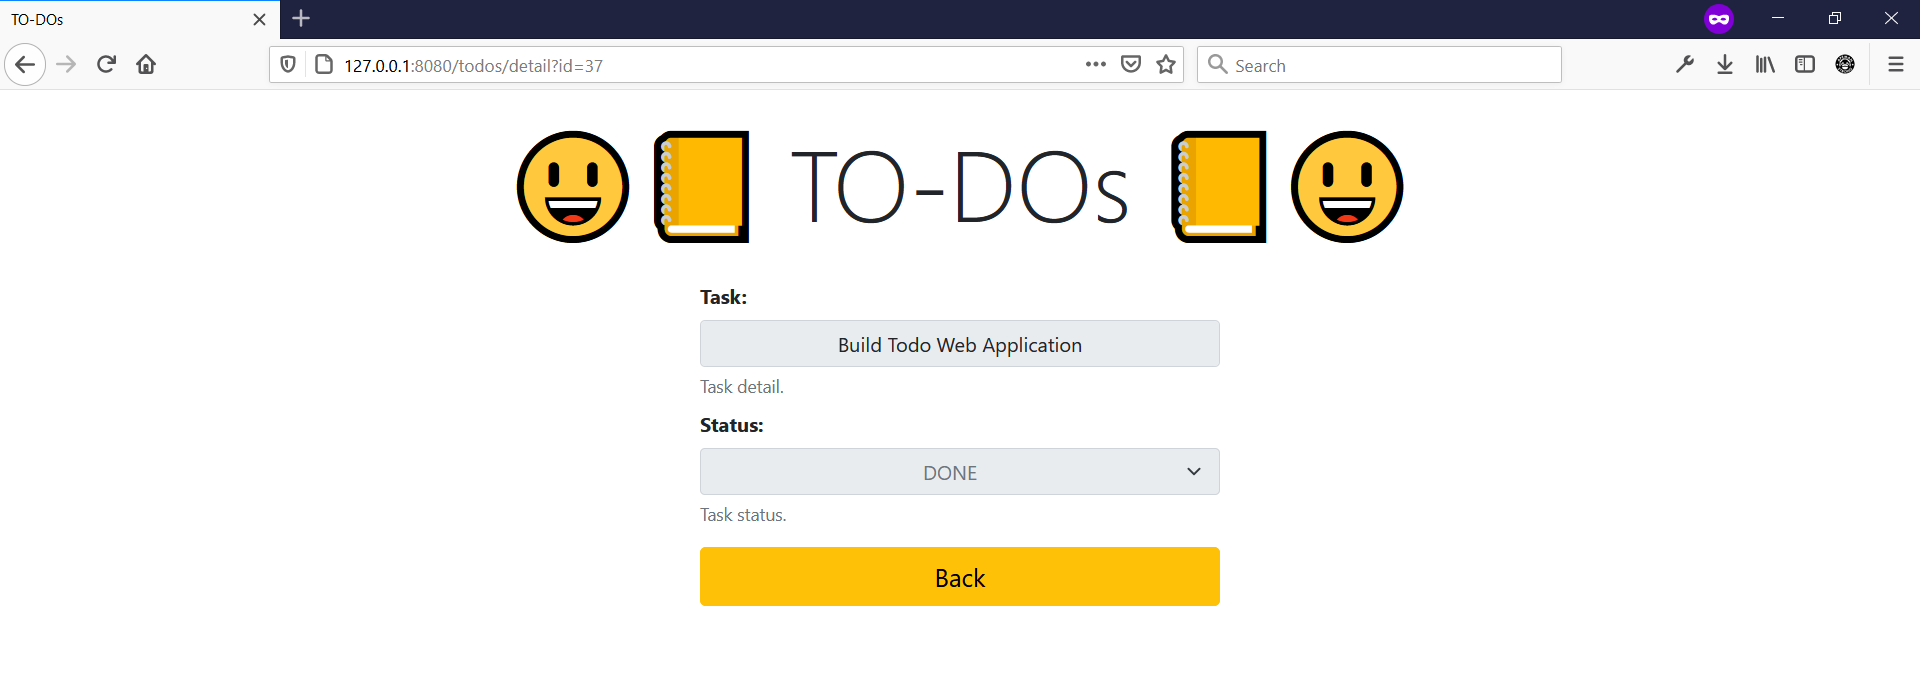 TO-DOs
127.0.0.1:8080/todos/detail?id=37
Search
TO-DOs
Task:
Build Todo Web Application
Task detail.
Status:
DONE
Task status.
Back